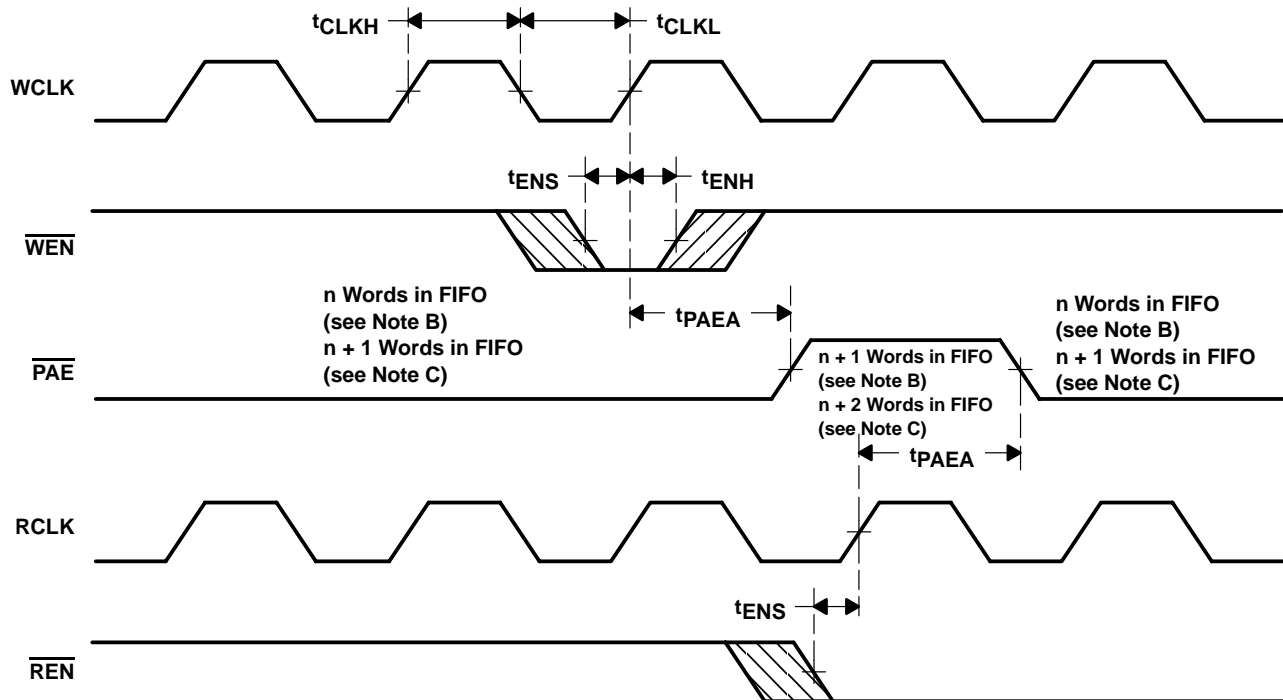 tCLKH
tCLKL
WCLK
tENS
tENH
WEN
n Words in FIFO
(see Note B)
n + 1 Words in FIFO
(see Note C)
tPAEA
n Words in FIFO
(see Note B)
n + 1 Words in FIFO
(see Note C)
PAE
n + 1 Words in FIFO
(see Note B)
n + 2 Words in FIFO
(see Note C)
tPAEA
RCLK
tENS
REN